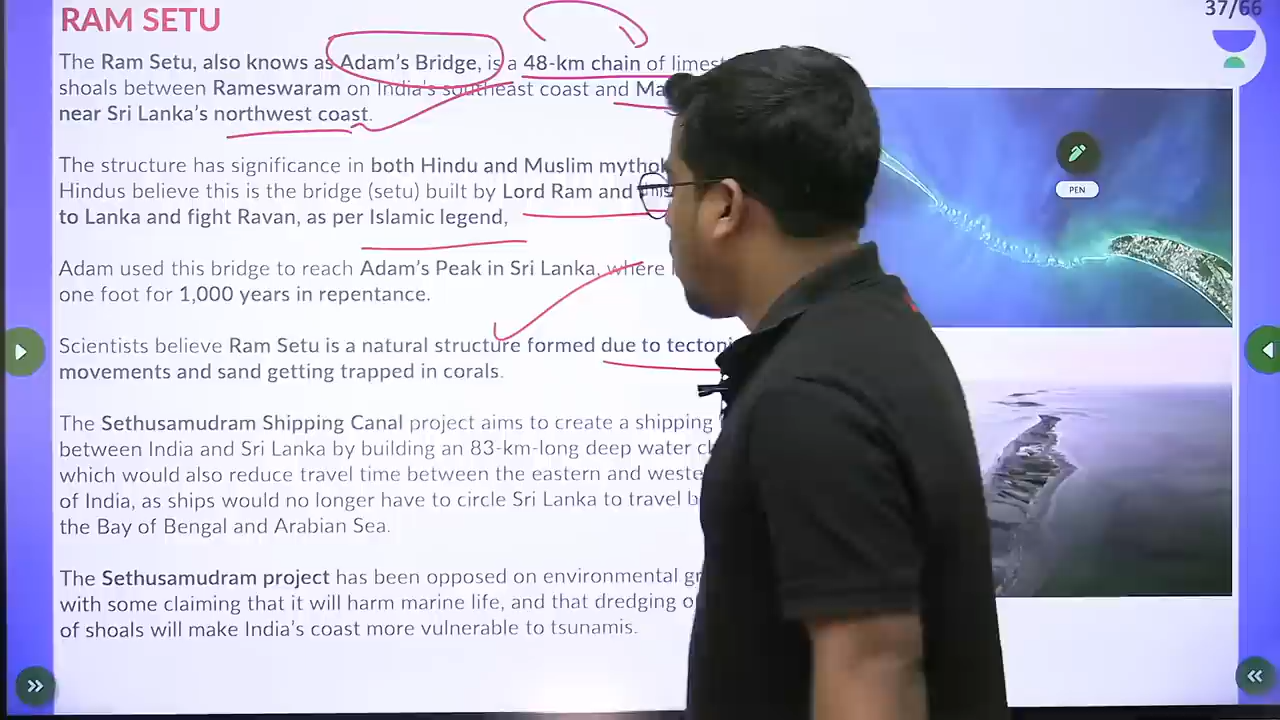 37/66
RAM SETU
The Ram Setu, also knows as Adam's Bridge, is a 48-km chain of
shoals between Rameswaram on India's southeast coast and
near Sri Lanka's northwest coast.
PEN
The structure has significance in both Hindu and Muslim
Hindus believe this is the bridge (setu) built by Lord Ram and
to Lanka and fight Ravan, as per Islamic legend,
Adam used this bridge to reach Adam's Peak in Sri Lanka, where
one foot for 1,000 years in repentance.
Scientists believe Ram Setu is a natural structure formed due to
movements and sand getting trapped in corals.
The Sethusamudram Shipping Canal project aims to create a shipping
between India and Sri Lanka by building an 83-km-long deep water
which would also reduce travel time between the eastern and
of India, as ships would no longer have to circle Sri Lanka to travel
the Bay of Bengal and Arabian Sea.
The Sethusamudram project has been opposed on environmental
with some claiming that it will harm marine life, and that dredging
of shoals will make India's coast more vulnerable to tsunamis.